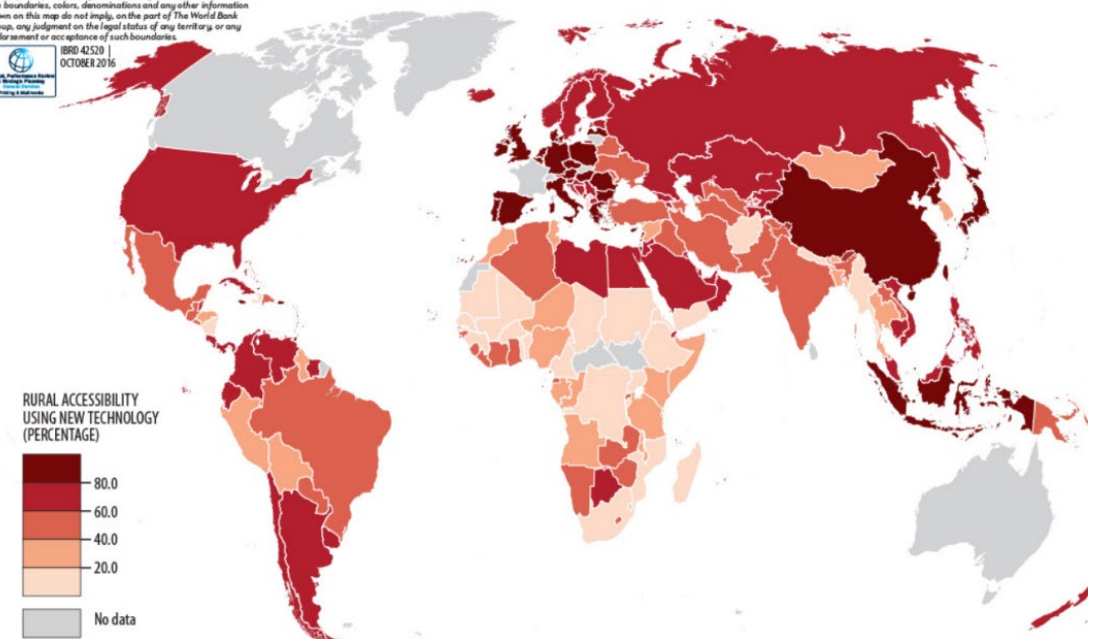 boundaries, colors, denominations and any other information
on this map do not imply, on the part of The World Bank
any judgment on the legal status of any territory, or any
or acceptance of such boundaries.
IBRD 42520 |
OCTOBER 2016
RURAL ACCESSIBILITY
USING NEW TECHNOLOGY
(PERCENTAGE)
80.0
60.0
40.0
20.0
No data